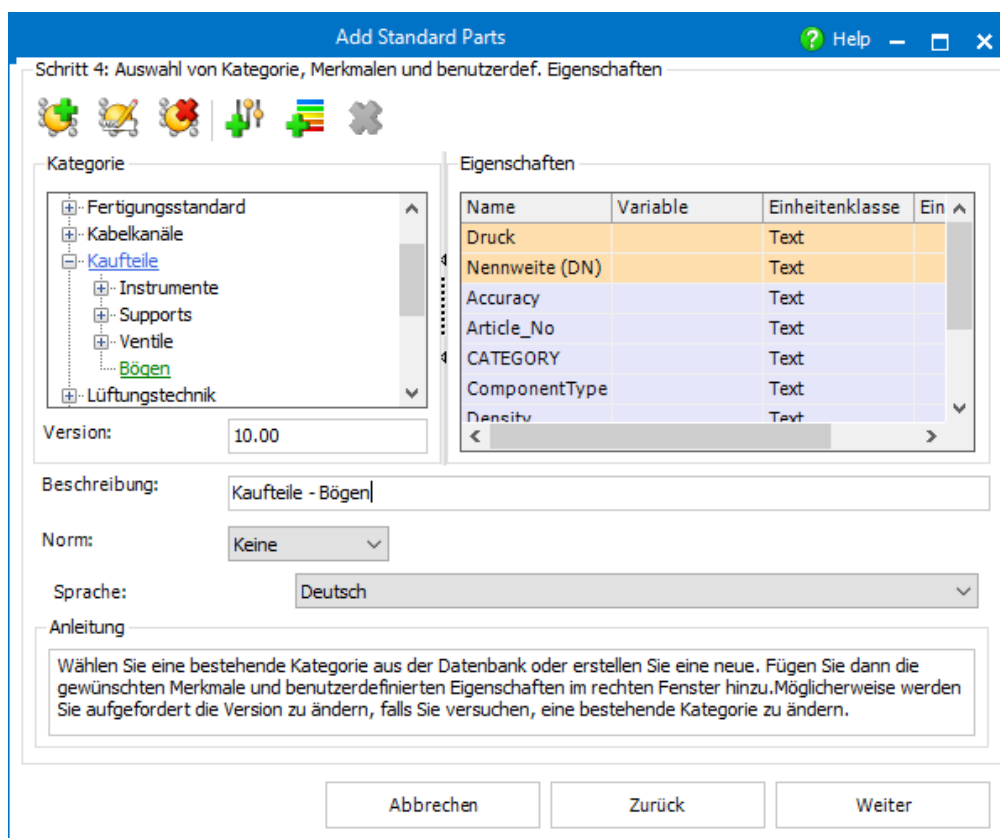 Add Standard Parts
Help
Schritt 4: Auswahl von Kategorie, Merkmalen und benutzerdef. Eigenschaften
Kategorie
Fertigungsstandard
Kabelkanäle
Kaufteile
Instrumente
Supports
Ventile
Bögen
Lüftungstechnik
Version: 10.00
Eigenschaften
Name Variable Einheitenklasse Ein
Druck Text
Nennweite (DN) Text
Accuracy Text
Article_No Text
CATEGORY Text
ComponentType Text
Density Text
Beschreibung: Kaufteile - Bögen
Norm: Keine
Sprache: Deutsch
Anleitung
Wählen Sie eine bestehende Kategorie aus der Datenbank oder erstellen Sie eine neue. Fügen Sie dann die
gewünschten Merkmale und benutzerdefinierten Eigenschaften im rechten Fenster hinzu.Möglicherweise werden
Sie aufgefordert die Version zu ändern, falls Sie versuchen, eine bestehende Kategorie zu ändern.
Abbrechen Zurück Weiter